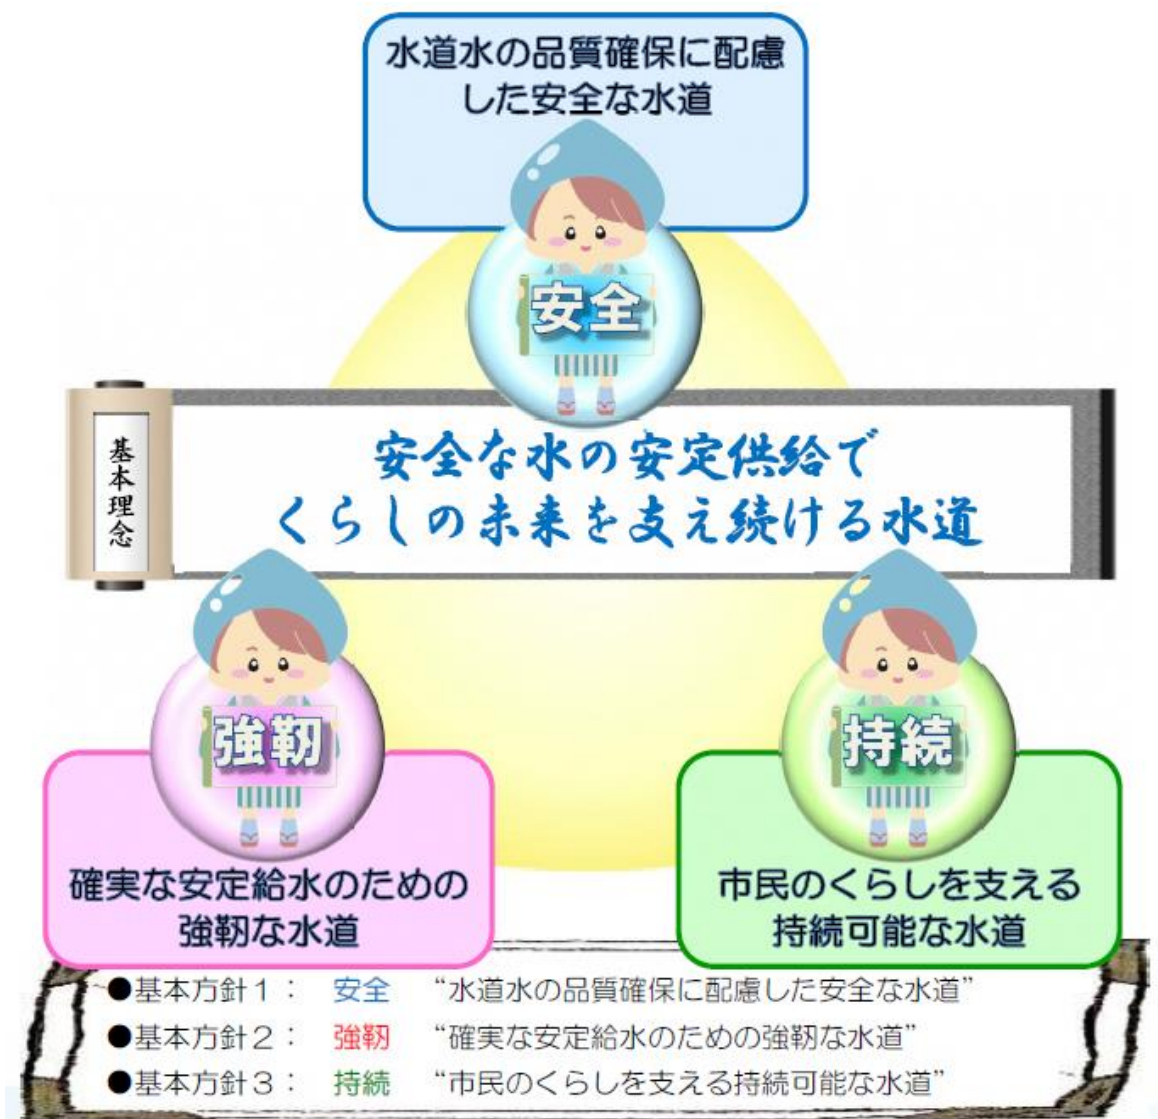 水道水の品質確保に配慮
した安全な水道
安全
基本理念
安全な水の安定供給で
くらしの未来を支え続ける水道
強靭
持続
確実な安定給水のための
強靭な水道
市民のくらしを支える
持続可能な水道
●基本方針1： 安全 “水道水の品質確保に配慮した安全な水道”
●基本方針2： 強靭 “確実な安定給水のための強靭な水道”
●基本方針3： 持続 “市民のくらしを支える持続可能な水道”